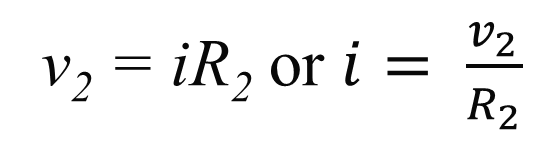 v₂ = iR₂ or i = v₂/R₂